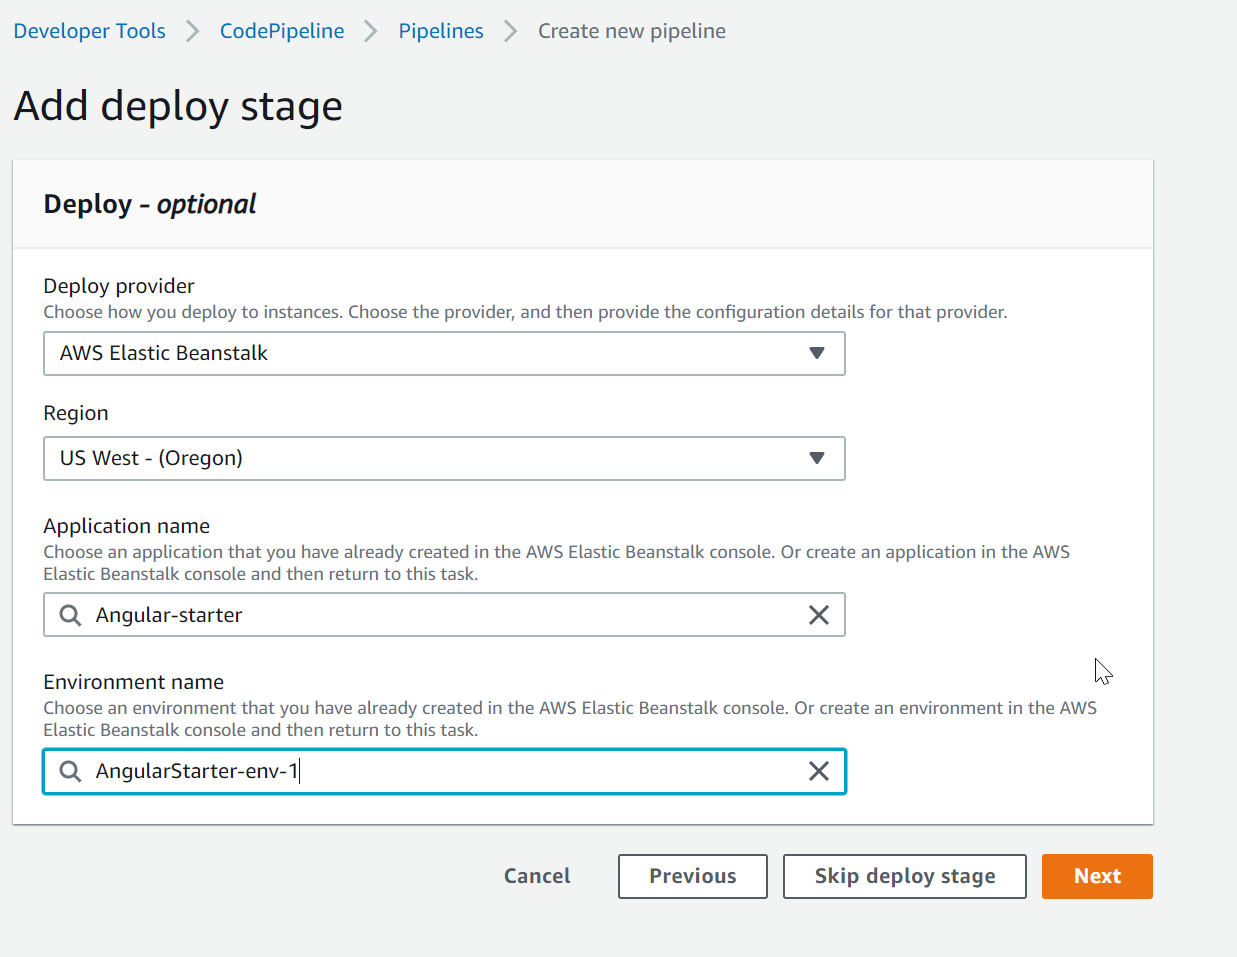 Developer Tools > CodePipeline > Pipelines > Create new pipeline
Add deploy stage
Deploy - optional
Deploy provider
Choose how you deploy to instances. Choose the provider, and then provide the configuration details for that provider.
AWS Elastic Beanstalk
Region
US West - (Oregon)
Application name
Choose an application that you have already created in the AWS Elastic Beanstalk console. Or create an application in the AWS
Elastic Beanstalk console and then return to this task.
Angular-starter
Environment name
Choose an environment that you have already created in the AWS Elastic Beanstalk console. Or create an environment in the AWS
Elastic Beanstalk console and then return to this task.
AngularStarter-env-1
Cancel Previous Skip deploy stage Next